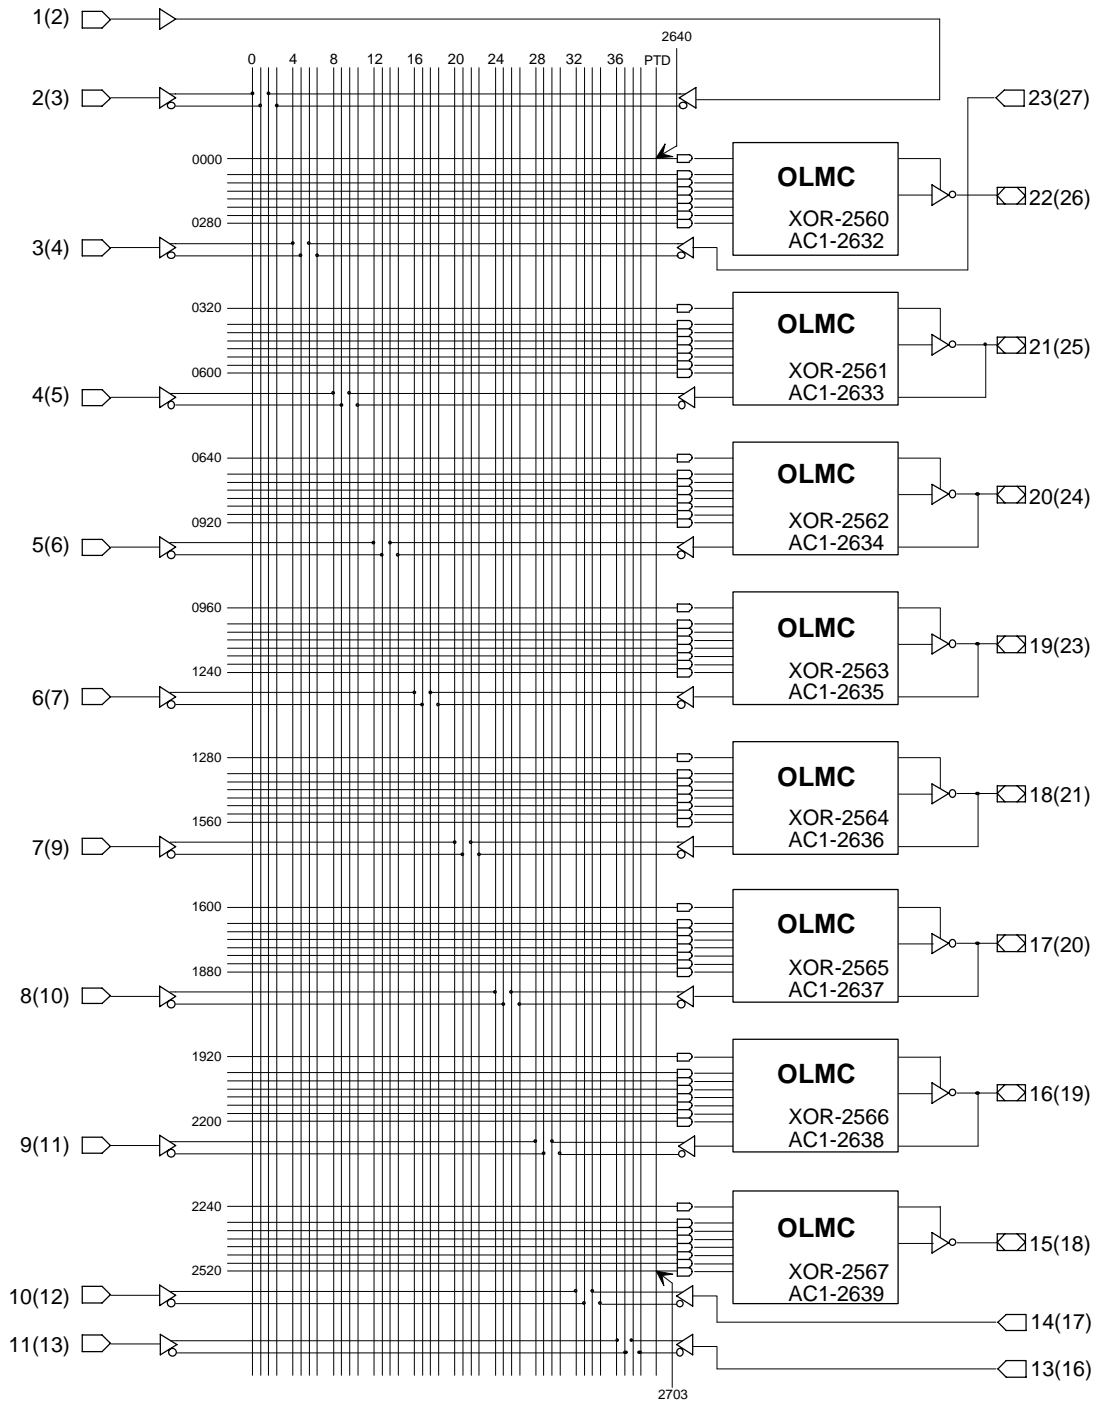 1(2)
2640
0 4 8 12 16 20 24 28 32 36 PTD
2(3)
23(27)
0000
OLMC
XOR-2560
AC1-2632
22(26)
0280
3(4)
0320
OLMC
XOR-2561
AC1-2633
21(25)
0600
4(5)
0640
OLMC
XOR-2562
AC1-2634
20(24)
0920
5(6)
0960
OLMC
XOR-2563
AC1-2635
19(23)
1240
6(7)
1280
OLMC
XOR-2564
AC1-2636
18(21)
1560
7(9)
1600
OLMC
XOR-2565
AC1-2637
17(20)
1880
8(10)
1920
OLMC
XOR-2566
AC1-2638
16(19)
2200
9(11)
2240
OLMC
XOR-2567
AC1-2639
15(18)
2520
10(12)
14(17)
11(13)
13(16)
2703